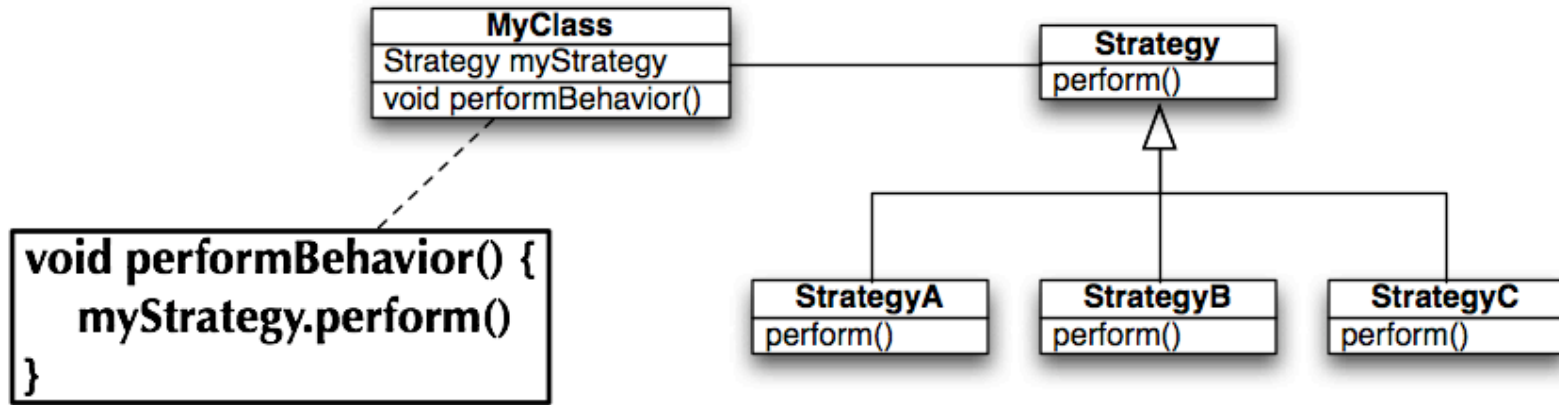 MyClass
Strategy myStrategy
void performBehavior()
Strategy
perform()
void performBehavior() {
myStrategy.perform()
}
StrategyA
perform()
StrategyB
perform()
StrategyC
perform()